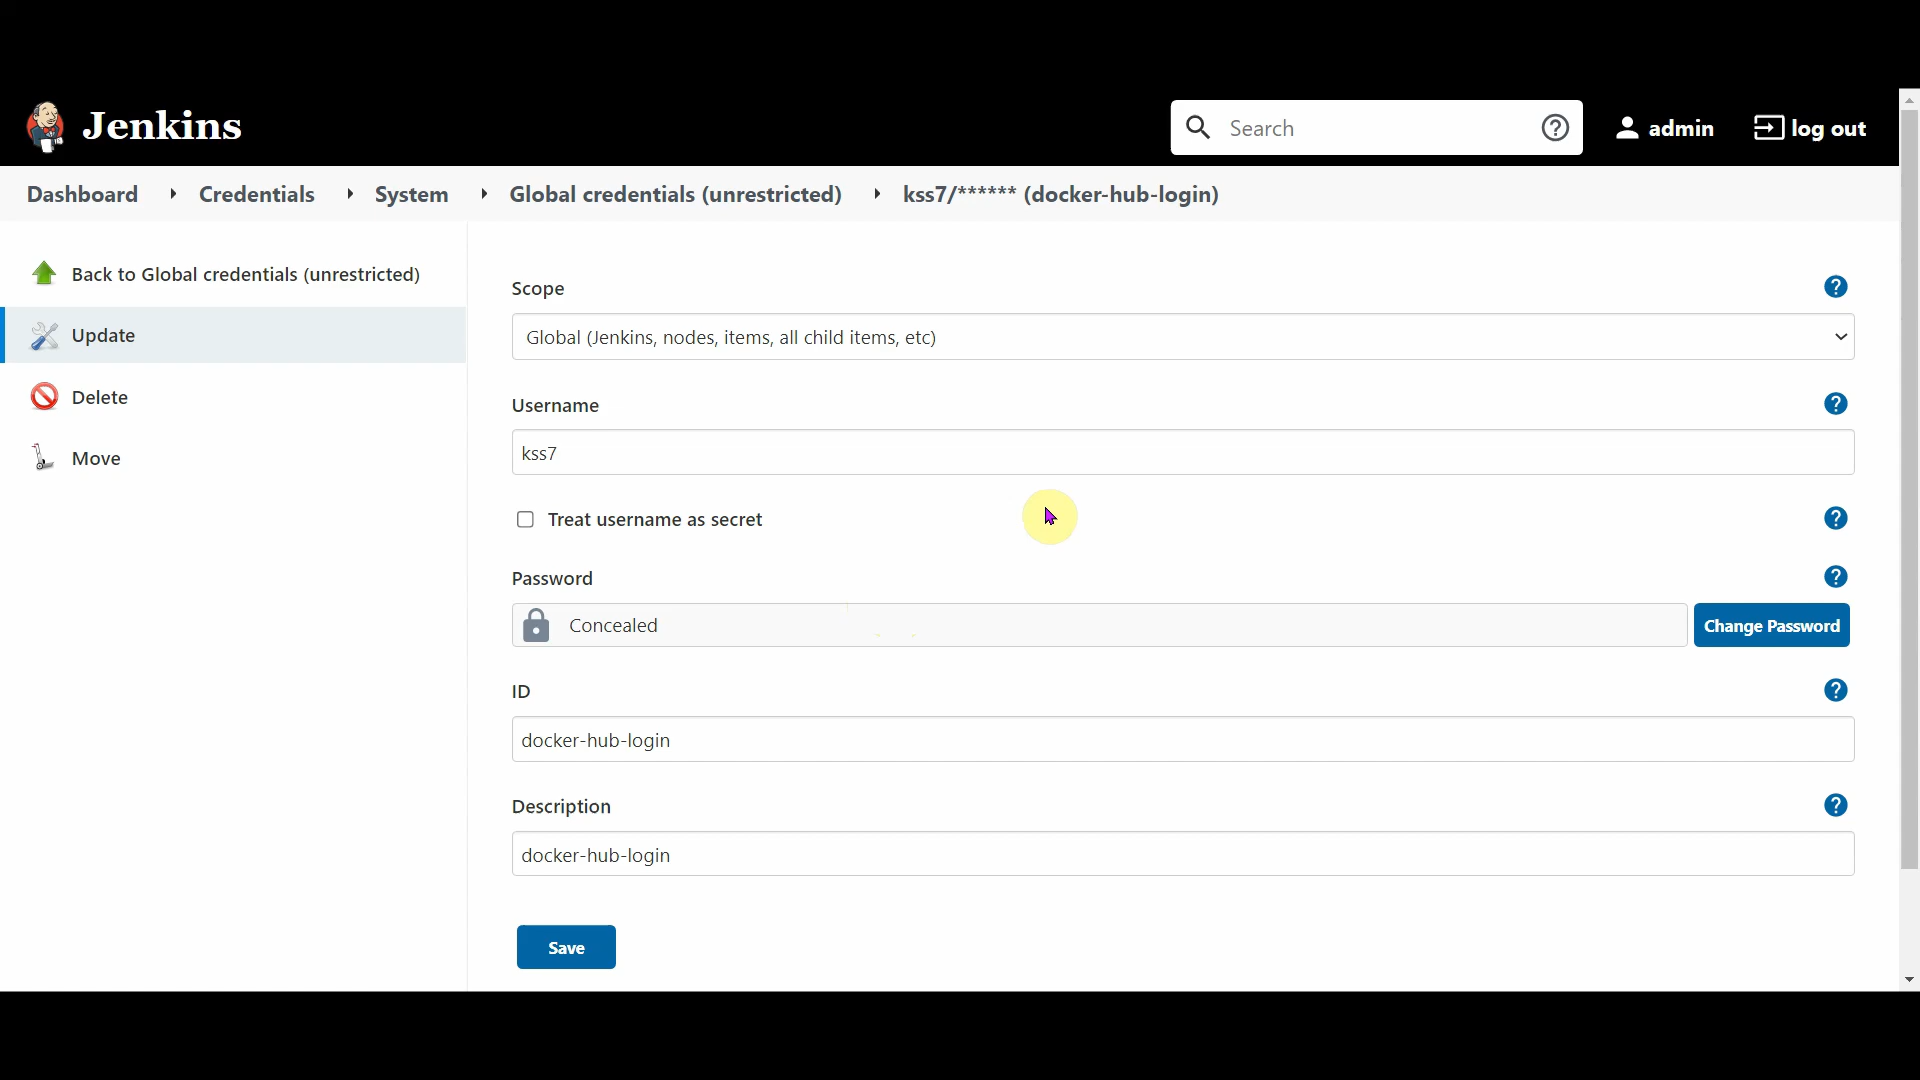 Jenkins
Search
admin
log out
Dashboard
Credentials
System
Global credentials (unrestricted)
kss7/****** (docker-hub-login)
Back to Global credentials (unrestricted)
Update
Delete
Move
Scope
Global (Jenkins, nodes, items, all child items, etc)
Username
kss7
Treat username as secret
Password
Concealed
Change Password
ID
docker-hub-login
Description
docker-hub-login
Save